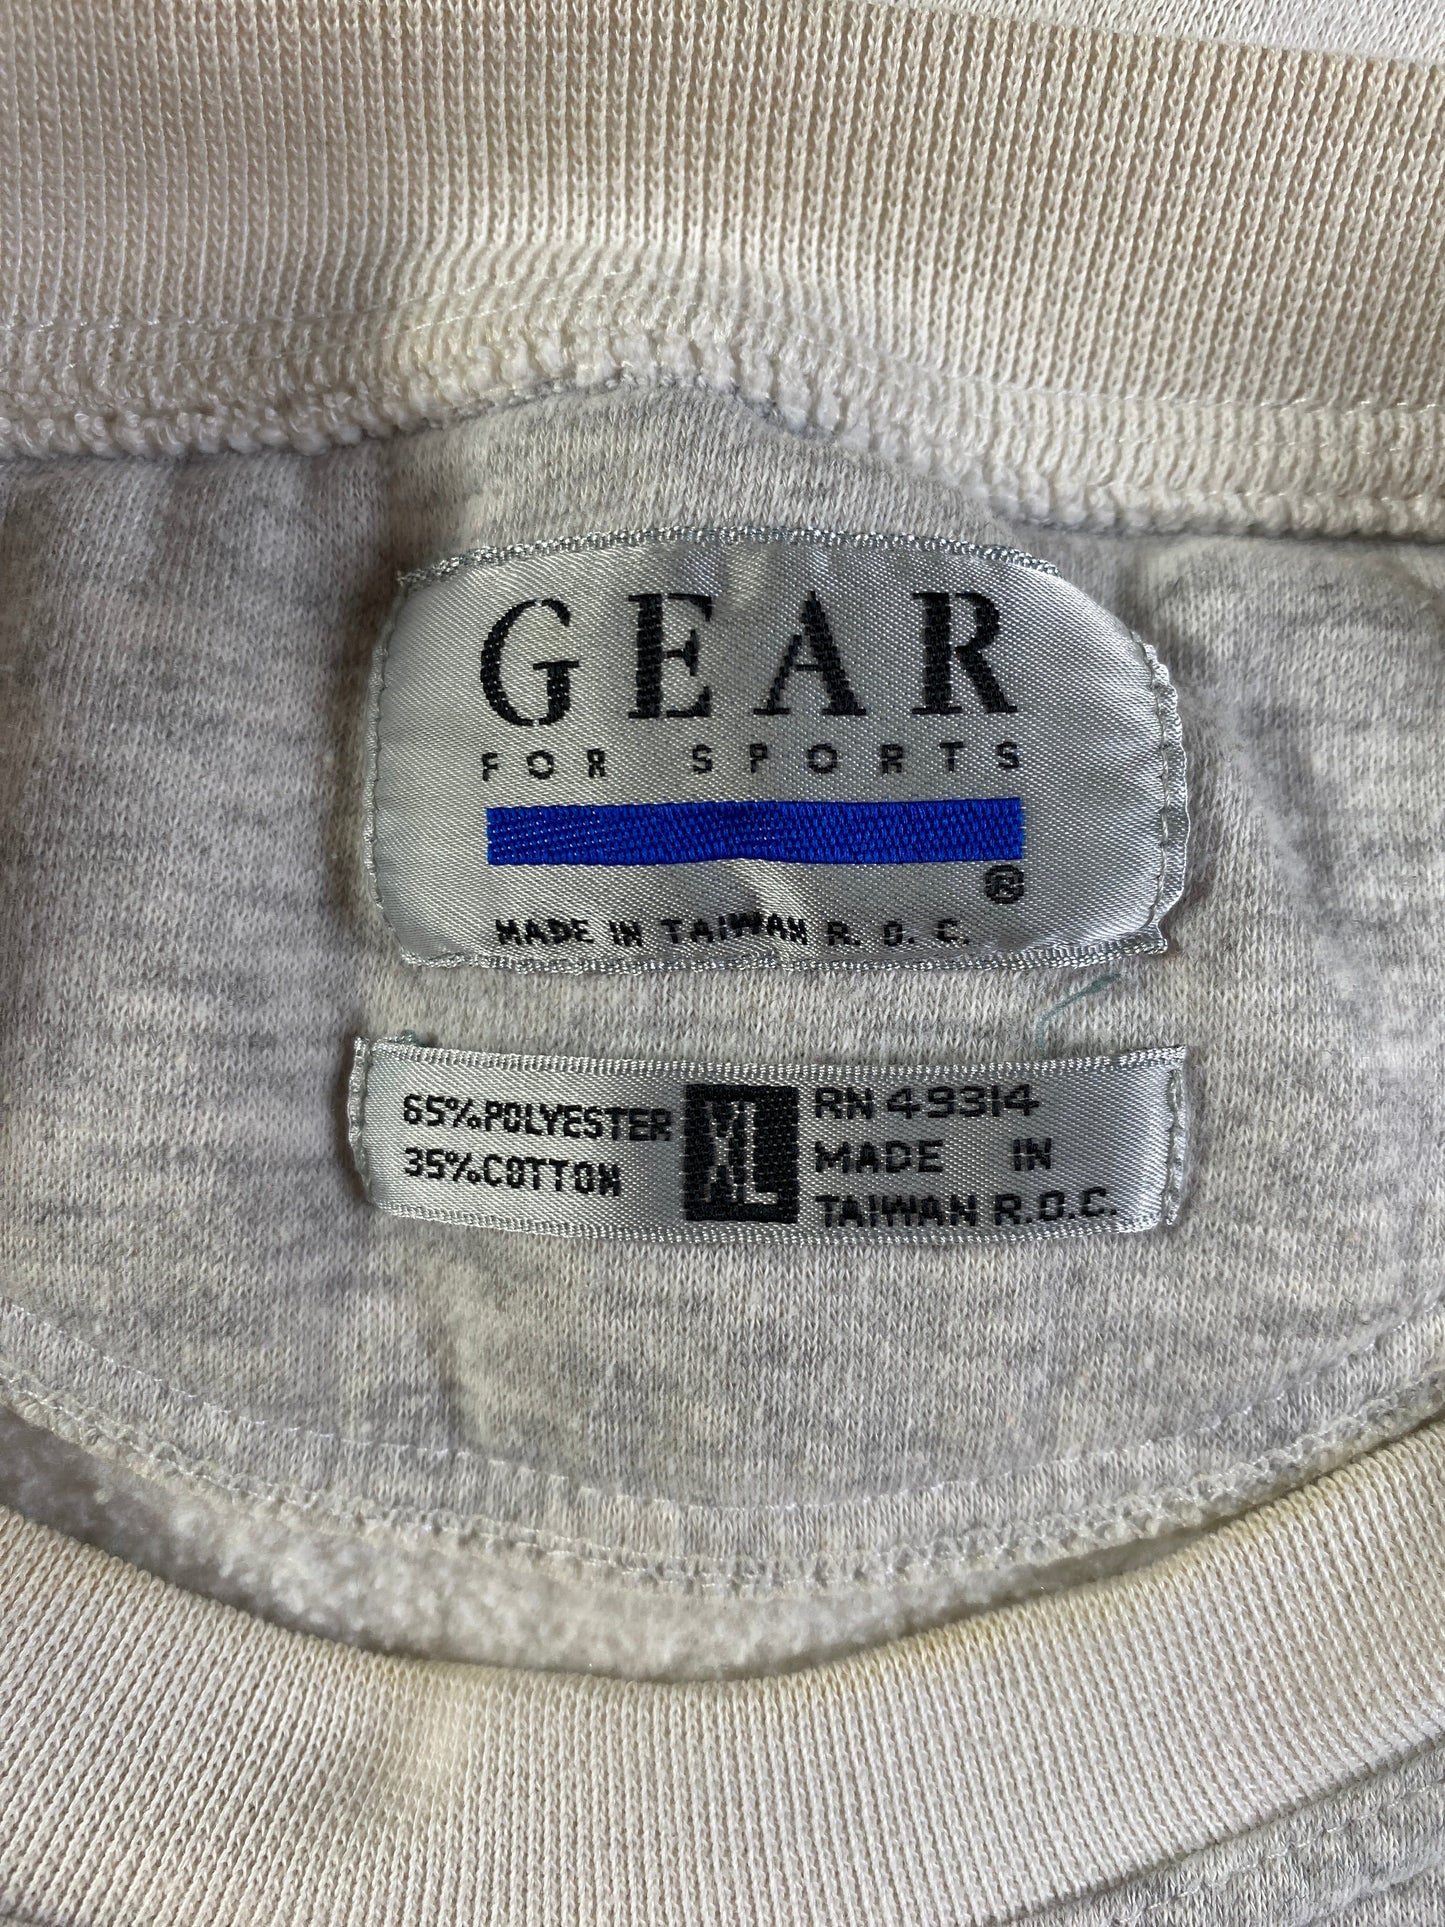 GEAR
FOR SPORTS
®
MADE IN TAIWAN R. O. C.
65% POLYESTER
35% COTTON
XL
RN 49314
MADE IN
TAIWAN R.O.C.